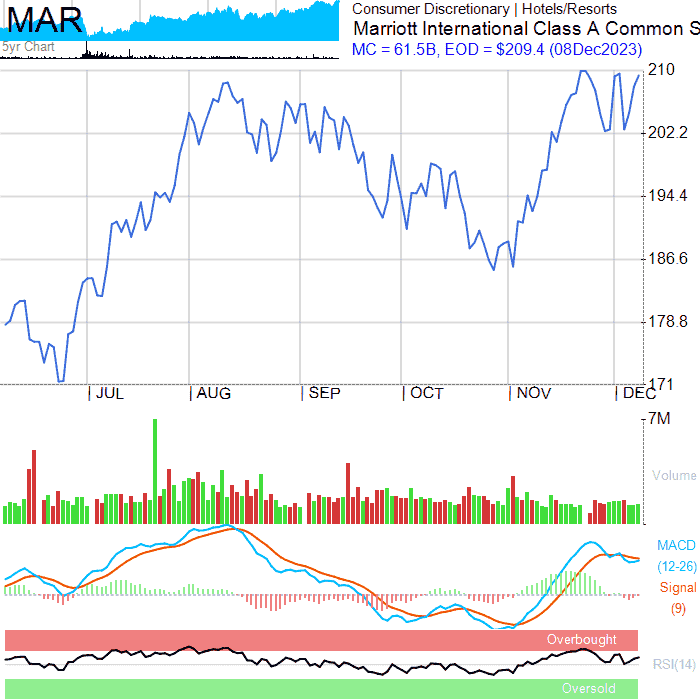 MAR
5yr Chart
Consumer Discretionary | Hotels/Resorts
Marriott International Class A Common S
MC = 61.5B, EOD = $209.4 (08Dec2023)
210
202.2
194.4
186.6
178.8
171
JUL AUG SEP OCT NOV DEC
7M
Volume
MACD
(12-26)
Signal
(9)
Overbought
RSI(14)
Oversold